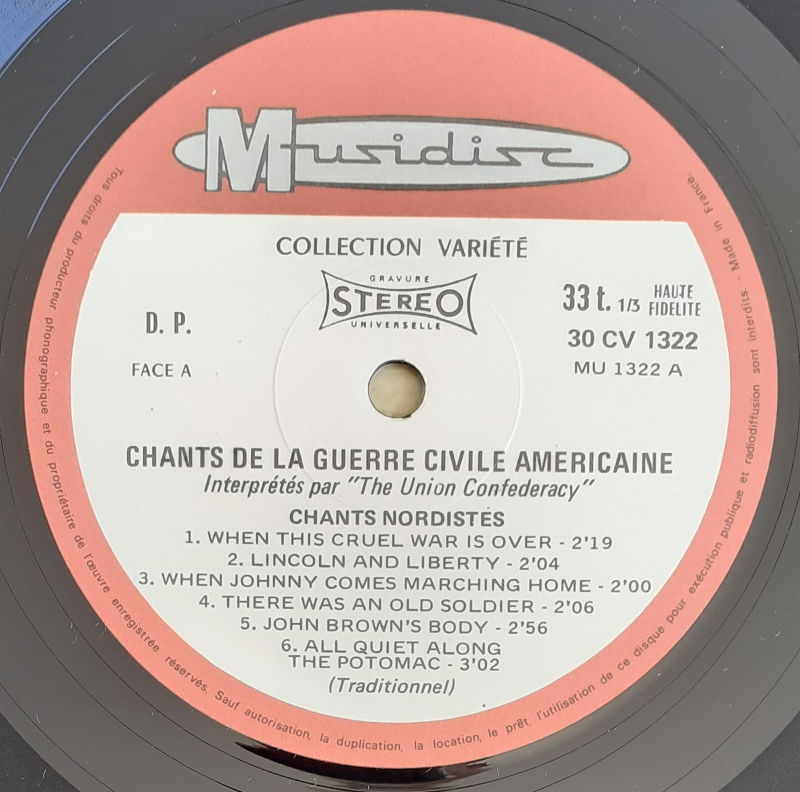 Musidisc
COLLECTION VARIÉTÉ
GRAVURE
STEREO
UNIVERSELLE
D. P.
FACE A
33 t. 1/3 HAUTE FIDELITE
30 CV 1322
MU 1322 A
CHANTS DE LA GUERRE CIVILE AMERICAINE
Interprétés par "The Union Confederacy"
CHANTS NORDISTES
1. WHEN THIS CRUEL WAR IS OVER - 2'19
2. LINCOLN AND LIBERTY - 2'04
3. WHEN JOHNNY COMES MARCHING HOME - 2'00
4. THERE WAS AN OLD SOLDIER - 2'06
5. JOHN BROWN'S BODY - 2'56
6. ALL QUIET ALONG
THE POTOMAC - 3'02
(Traditionnel)
Tous droits du producteur phonographique et du propriétaire de l'œuvre enregistrée réservés. Sauf autorisation, la duplication, la location, le prêt, l'utilisation de ce disque pour exécution publique et radiodiffusion sont interdits. - Made in France.